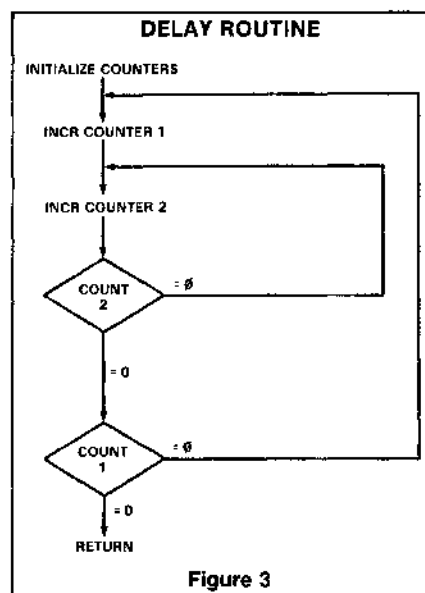 DELAY ROUTINE
INITIALIZE COUNTERS
INCR COUNTER 1
INCR COUNTER 2
COUNT
2
= Ø
= 0
COUNT
1
= Ø
= 0
RETURN
Figure 3